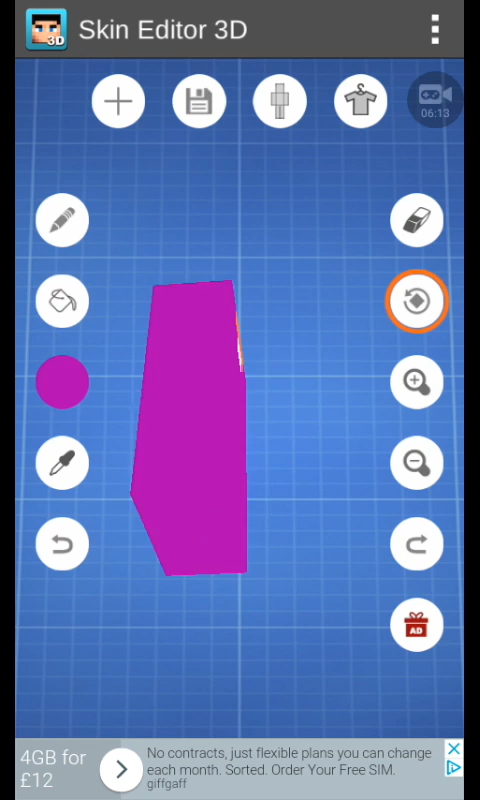 3D
Skin Editor 3D
06:13
AD
4GB for
£12
No contracts, just flexible plans you can change
each month. Sorted. Order Your Free SIM.
giffgaff